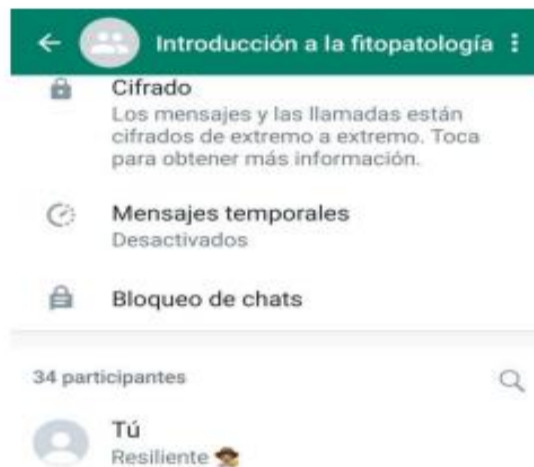 Introducción a la fitopatología
Cifrado
Los mensajes y las llamadas están
cifrados de extremo a extremo. Toca
para obtener más información.
Mensajes temporales
Desactivados
Bloqueo de chats
34 participantes
Tú
Resiliente